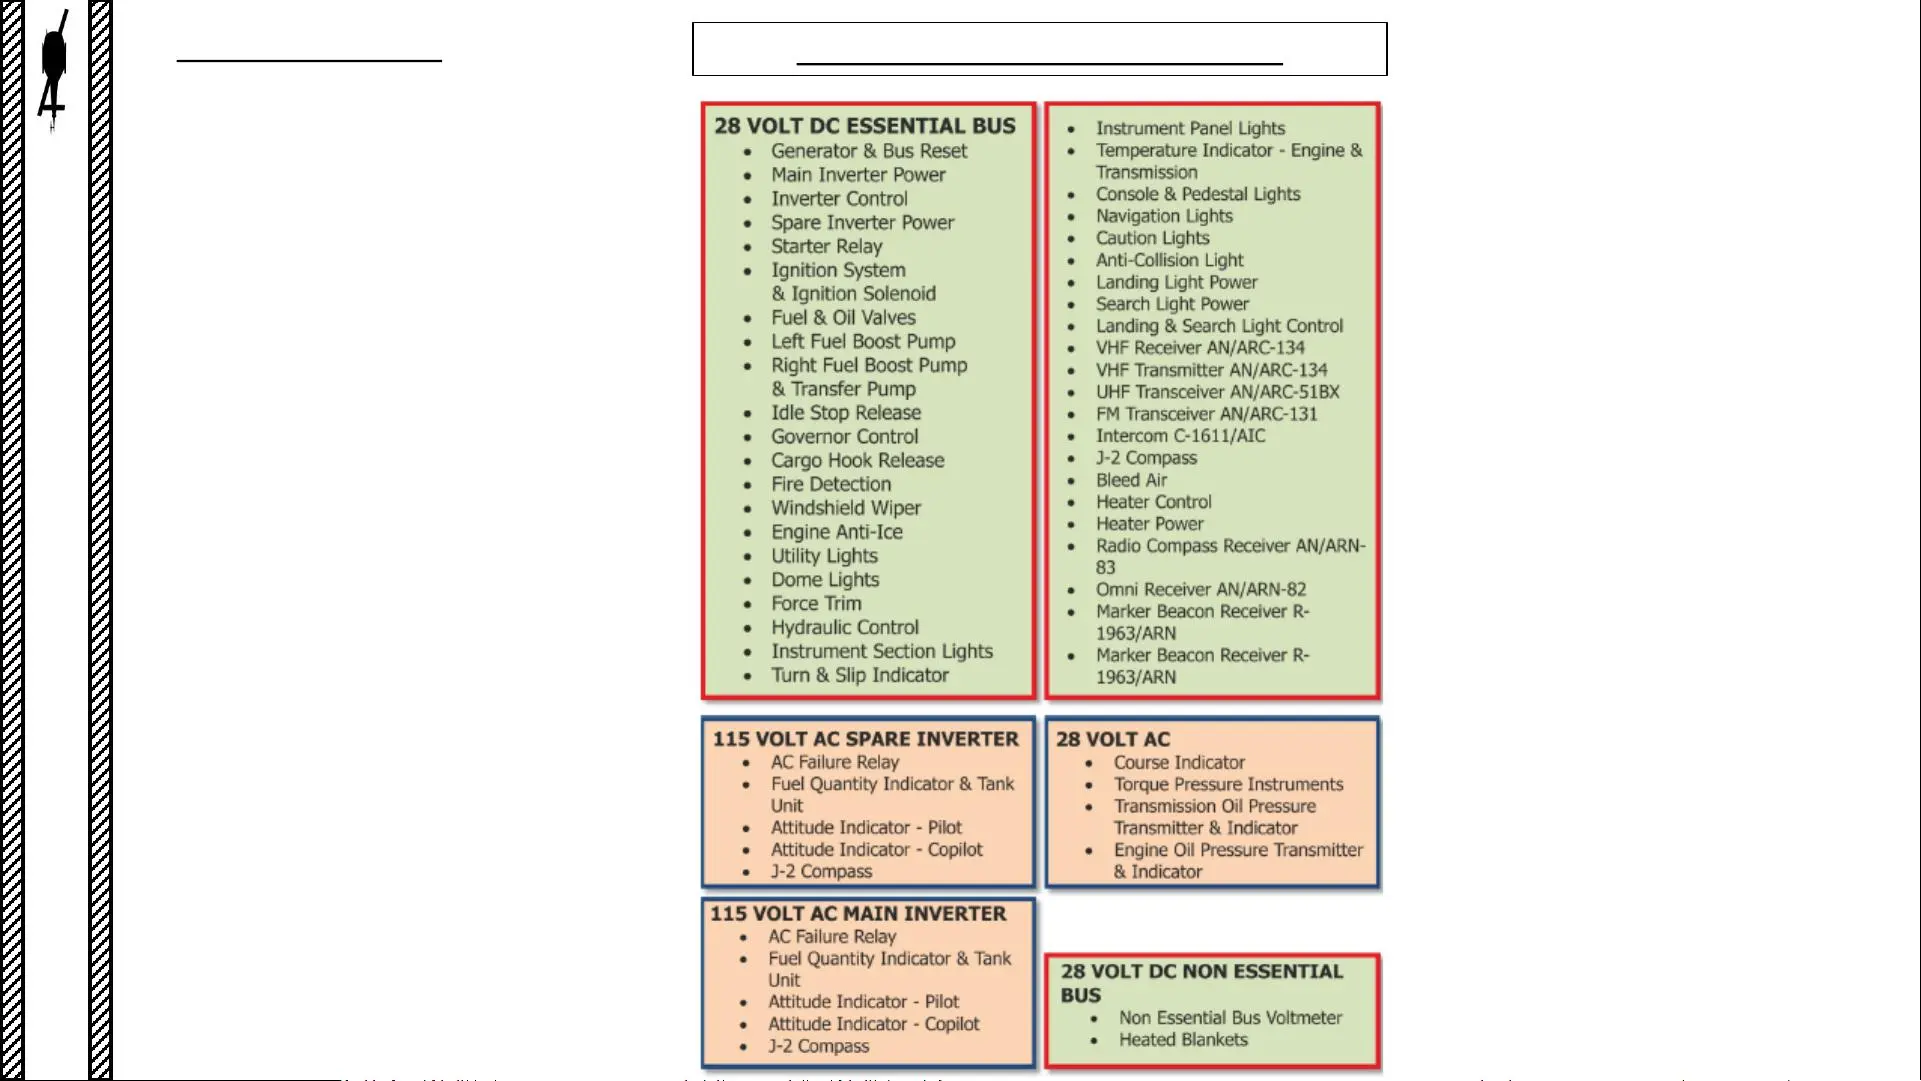 28 VOLT DC ESSENTIAL BUS
• Generator & Bus Reset
• Main Inverter Power
• Inverter Control
• Spare Inverter Power
• Starter Relay
• Ignition System
& Ignition Solenoid
• Fuel & Oil Valves
• Left Fuel Boost Pump
• Right Fuel Boost Pump
& Transfer Pump
• Idle Stop Release
• Governor Control
• Cargo Hook Release
• Fire Detection
• Windshield Wiper
• Engine Anti-Ice
• Utility Lights
• Dome Lights
• Force Trim
• Hydraulic Control
• Instrument Section Lights
• Turn & Slip Indicator
• Instrument Panel Lights
• Temperature Indicator - Engine &
Transmission
• Console & Pedestal Lights
• Navigation Lights
• Caution Lights
• Anti-Collision Light
• Landing Light Power
• Search Light Power
• Landing & Search Light Control
• VHF Receiver AN/ARC-134
• VHF Transmitter AN/ARC-134
• UHF Transceiver AN/ARC-51BX
• FM Transceiver AN/ARC-131
• Intercom C-1611/AIC
• J-2 Compass
• Bleed Air
• Heater Control
• Heater Power
• Radio Compass Receiver AN/ARN-
83
• Omni Receiver AN/ARN-82
• Marker Beacon Receiver R-
1963/ARN
• Marker Beacon Receiver R-
1963/ARN
115 VOLT AC SPARE INVERTER
• AC Failure Relay
• Fuel Quantity Indicator & Tank
Unit
• Attitude Indicator - Pilot
• Attitude Indicator - Copilot
• J-2 Compass
28 VOLT AC
• Course Indicator
• Torque Pressure Instruments
• Transmission Oil Pressure
Transmitter & Indicator
• Engine Oil Pressure Transmitter
& Indicator
115 VOLT AC MAIN INVERTER
• AC Failure Relay
• Fuel Quantity Indicator & Tank
Unit
• Attitude Indicator - Pilot
• Attitude Indicator - Copilot
• J-2 Compass
28 VOLT DC NON ESSENTIAL
BUS
• Non Essential Bus Voltmeter
• Heated Blankets